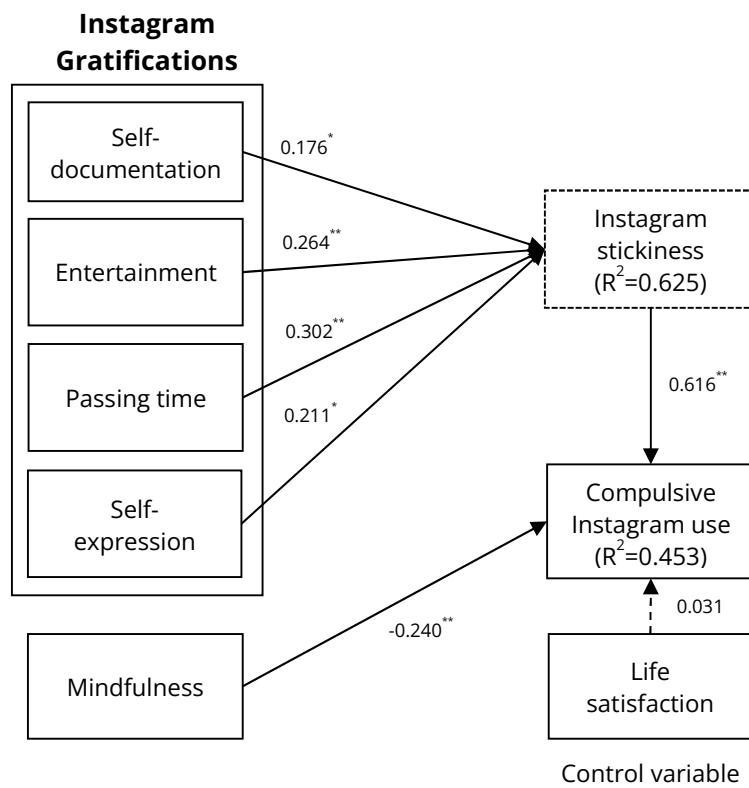 Instagram
Gratifications
Self-
documentation
0.176*
Entertainment
0.264**
Passing time
0.302**
Self-
expression
0.211*
Instagram
stickiness
(R²=0.625)
0.616**
Compulsive
Instagram use
(R²=0.453)
0.031
-0.240**
Mindfulness
Life
satisfaction
Control variable